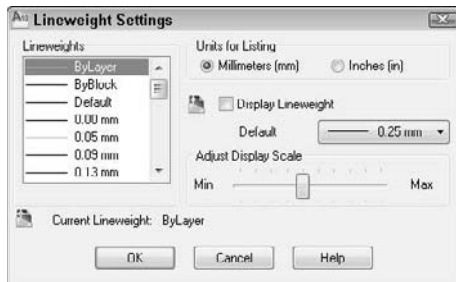 Lineweight Settings
Lineweights
ByLayer
ByBlock
Default
0.00 mm
0.05 mm
0.09 mm
0.13 mm
Units for Listing
Millimeters (mm) Inches (in)
Display Lineweight
Default 0.25 mm
Adjust Display Scale
Min Max
Current Lineweight: ByLayer
OK Cancel Help